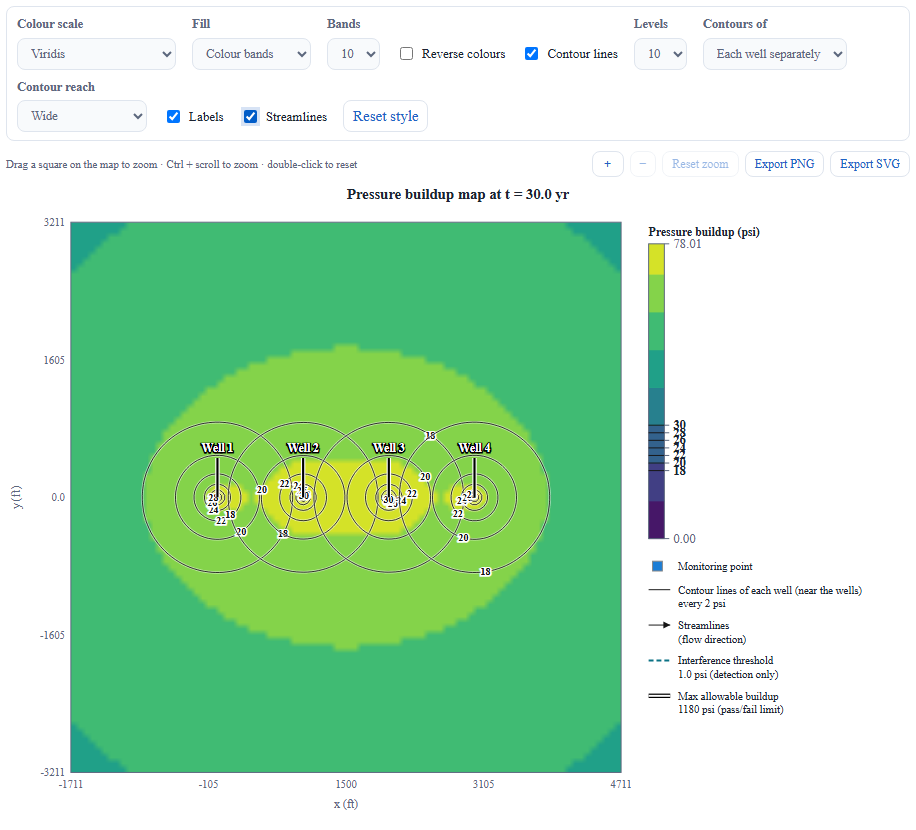 Colour scale Fill Bands Levels Contours of
Viridis Colour bands 10 Reverse colours Contour lines 10 Each well separately
Contour reach
Wide Labels Streamlines Reset style
Drag a square on the map to zoom · Ctrl + scroll to zoom · double-click to reset + − Reset zoom Export PNG Export SVG
Pressure buildup map at t = 30.0 yr
3211
1605
0.0
-1605
-3211
y(ft)
Well 1 Well 2 Well 3 Well 4
18
20
22
20 22 22
28 30 30
24 22
18 22
20 18 20
18
-1711 -105 1500 3105 4711
x (ft)
Pressure buildup (psi)
78.01
30
28
26
24
22
20
18
0.00
Monitoring point
Contour lines of each well (near the wells)
every 2 psi
Streamlines
(flow direction)
Interference threshold
1.0 psi (detection only)
Max allowable buildup
1180 psi (pass/fail limit)